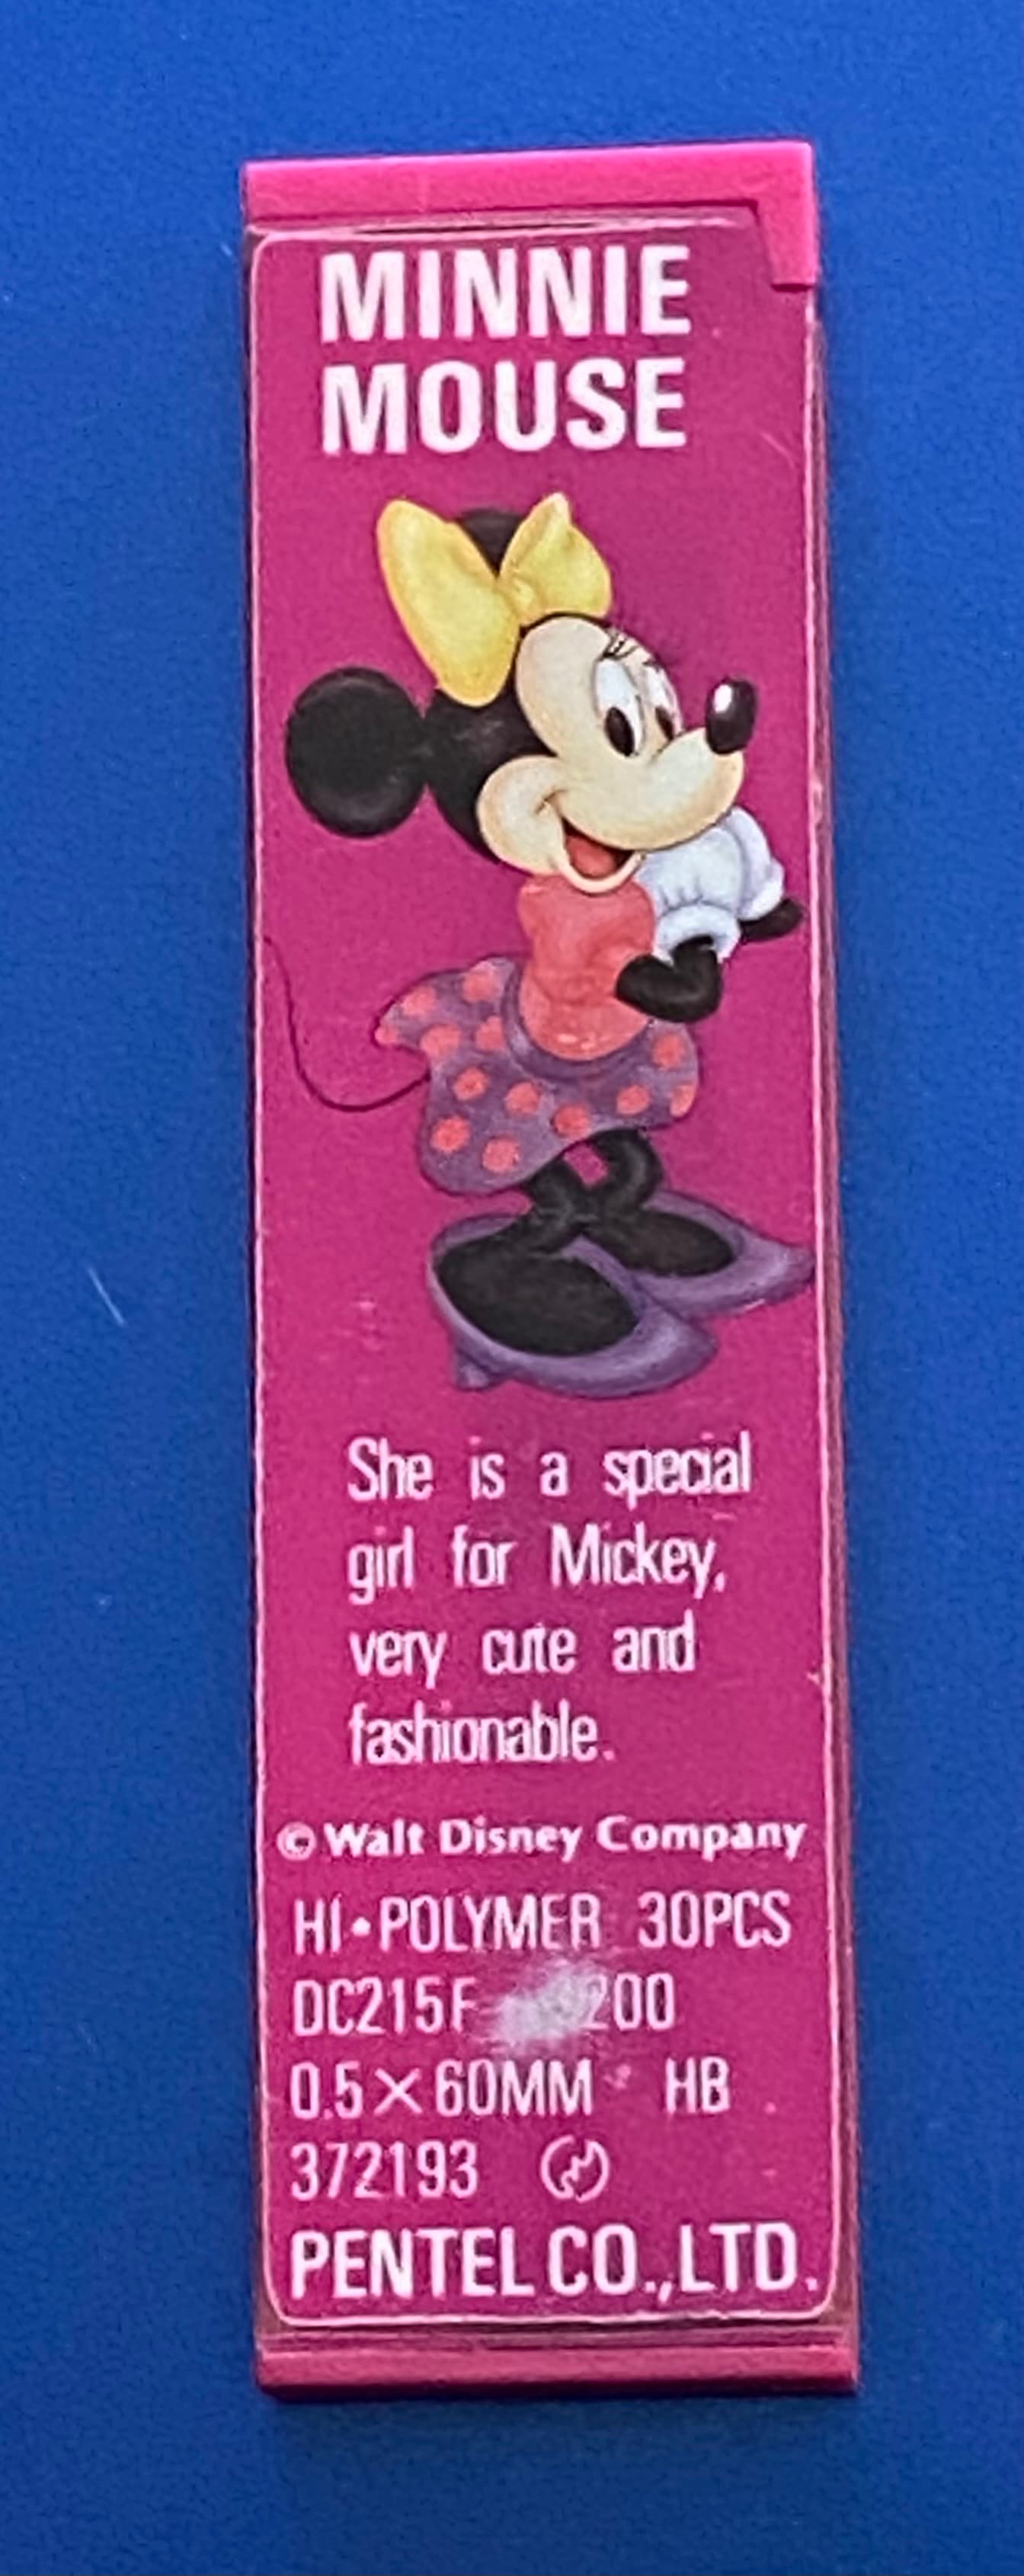 MINNIE
MOUSE
She is a special
girl for Mickey,
very cute and
fashionable.
© Walt Disney Company
HI•POLYMER 30PCS
DC215F 200
0.5×60MM HB
372193
PENTEL CO.,LTD.